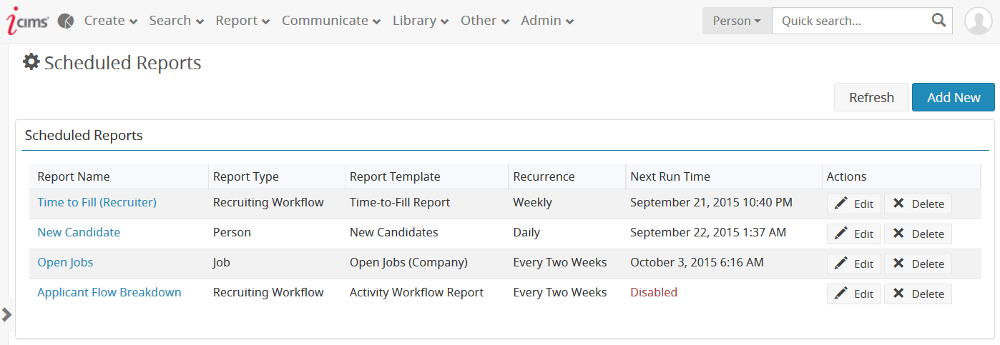 iCIMS Create Search Report Communicate Library Other Admin Person Quick search...
Scheduled Reports
Refresh Add New
Scheduled Reports
Report Name Report Type Report Template Recurrence Next Run Time Actions
Time to Fill (Recruiter) Recruiting Workflow Time-to-Fill Report Weekly September 21, 2015 10:40 PM Edit Delete
New Candidate Person New Candidates Daily September 22, 2015 1:37 AM Edit Delete
Open Jobs Job Open Jobs (Company) Every Two Weeks October 3, 2015 6:16 AM Edit Delete
Applicant Flow Breakdown Recruiting Workflow Activity Workflow Report Every Two Weeks Disabled Edit Delete